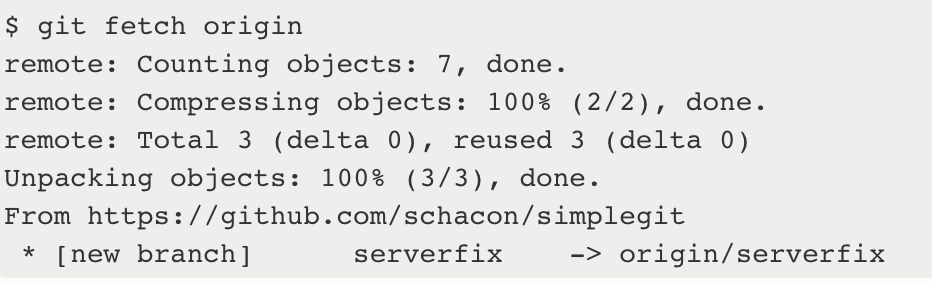 $ git fetch origin
remote: Counting objects: 7, done.
remote: Compressing objects: 100% (2/2), done.
remote: Total 3 (delta 0), reused 3 (delta 0)
Unpacking objects: 100% (3/3), done.
From https://github.com/schacon/simplegit
 * [new branch]      serverfix    -> origin/serverfix